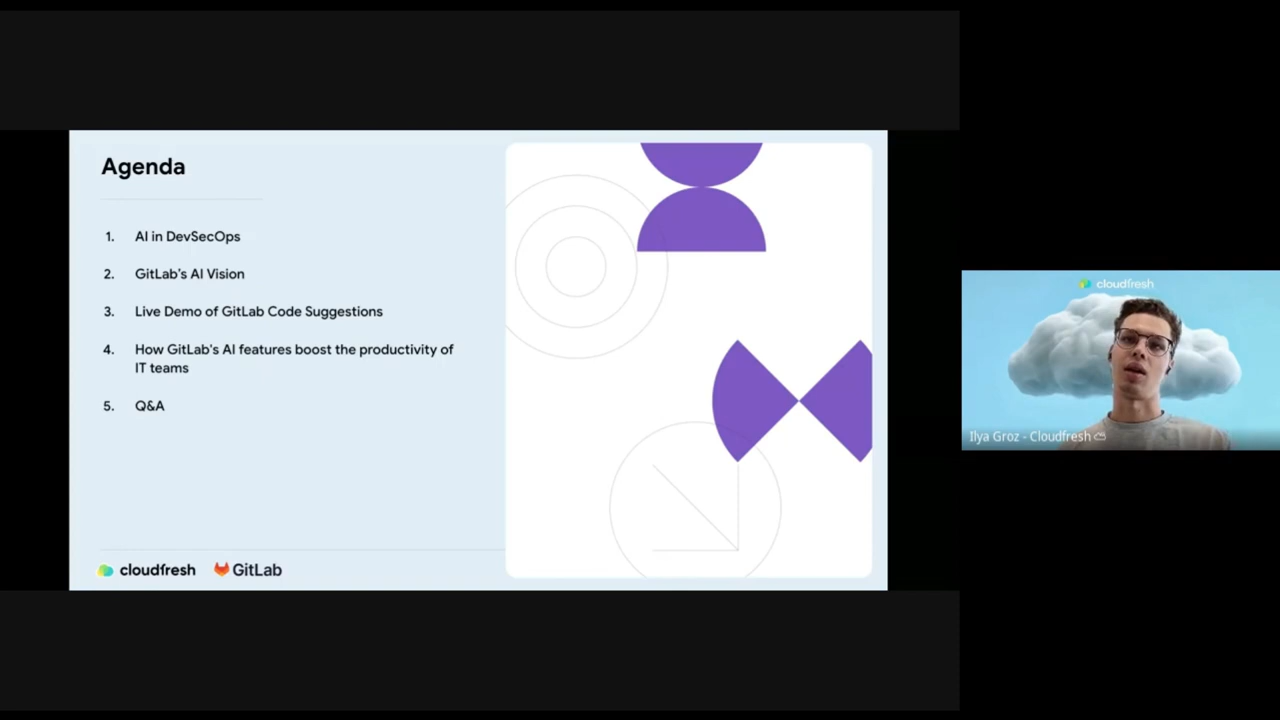 Agenda
1. AI in DevSecOps
2. GitLab's AI Vision
3. Live Demo of GitLab Code Suggestions
4. How GitLab's AI features boost the productivity of
IT teams
5. Q&A
cloudfresh GitLab
cloudfresh
Ilya Groz - Cloudfresh